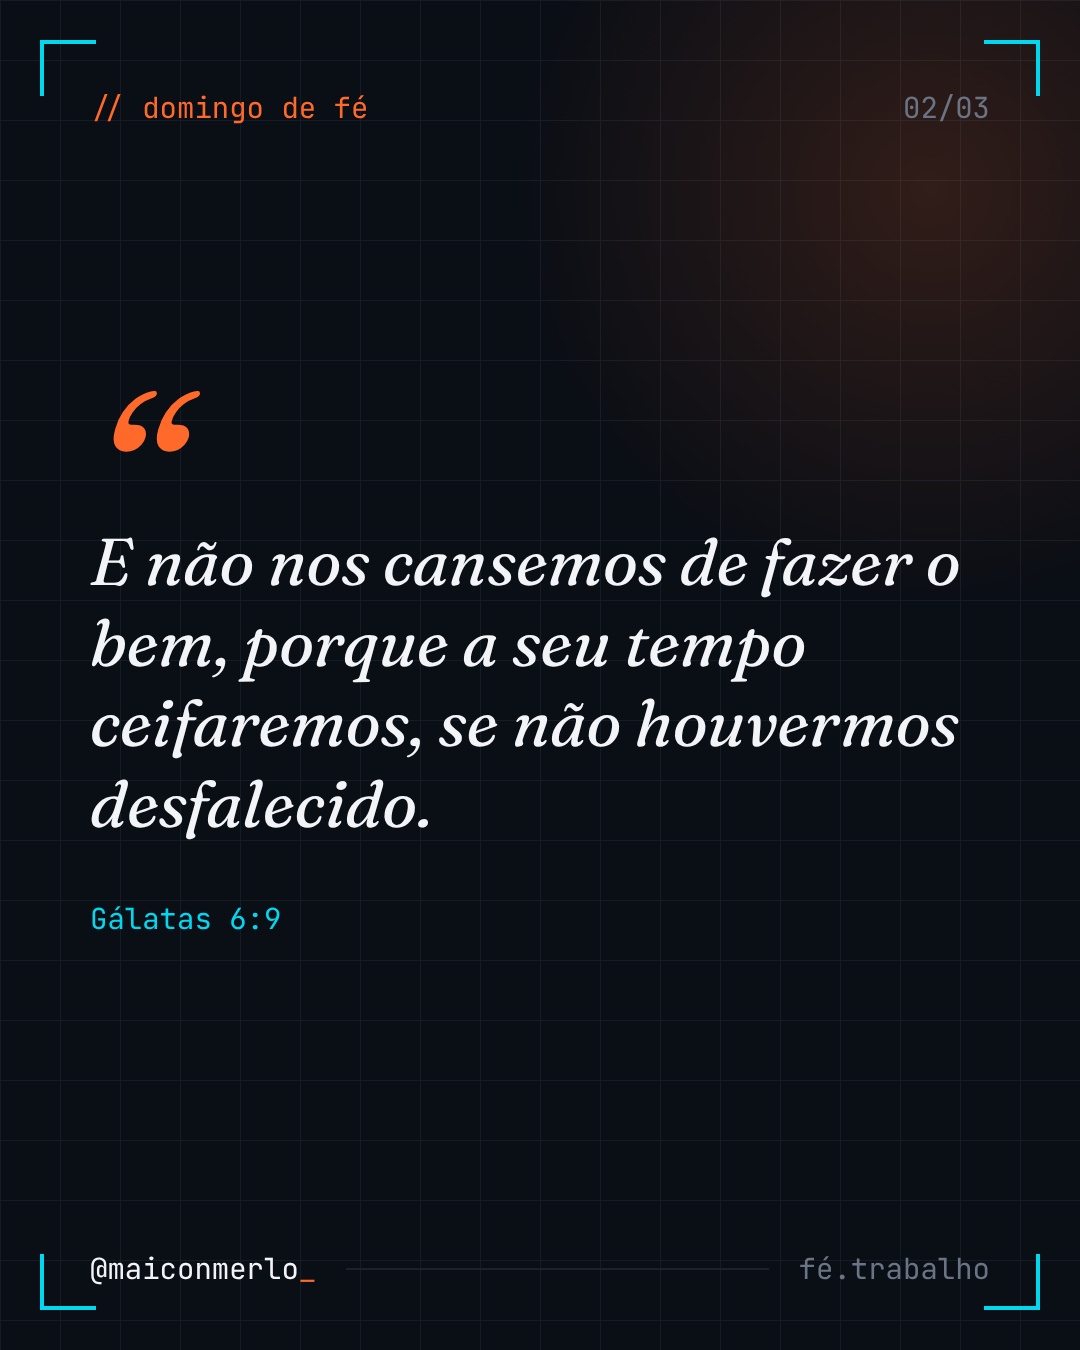 // domingo de fé
02/03
“
E não nos cansemos de fazer o
bem, porque a seu tempo
ceifaremos, se não houvermos
desfalecido.
Gálatas 6:9
@maiconmerlo_
fé.trabalho